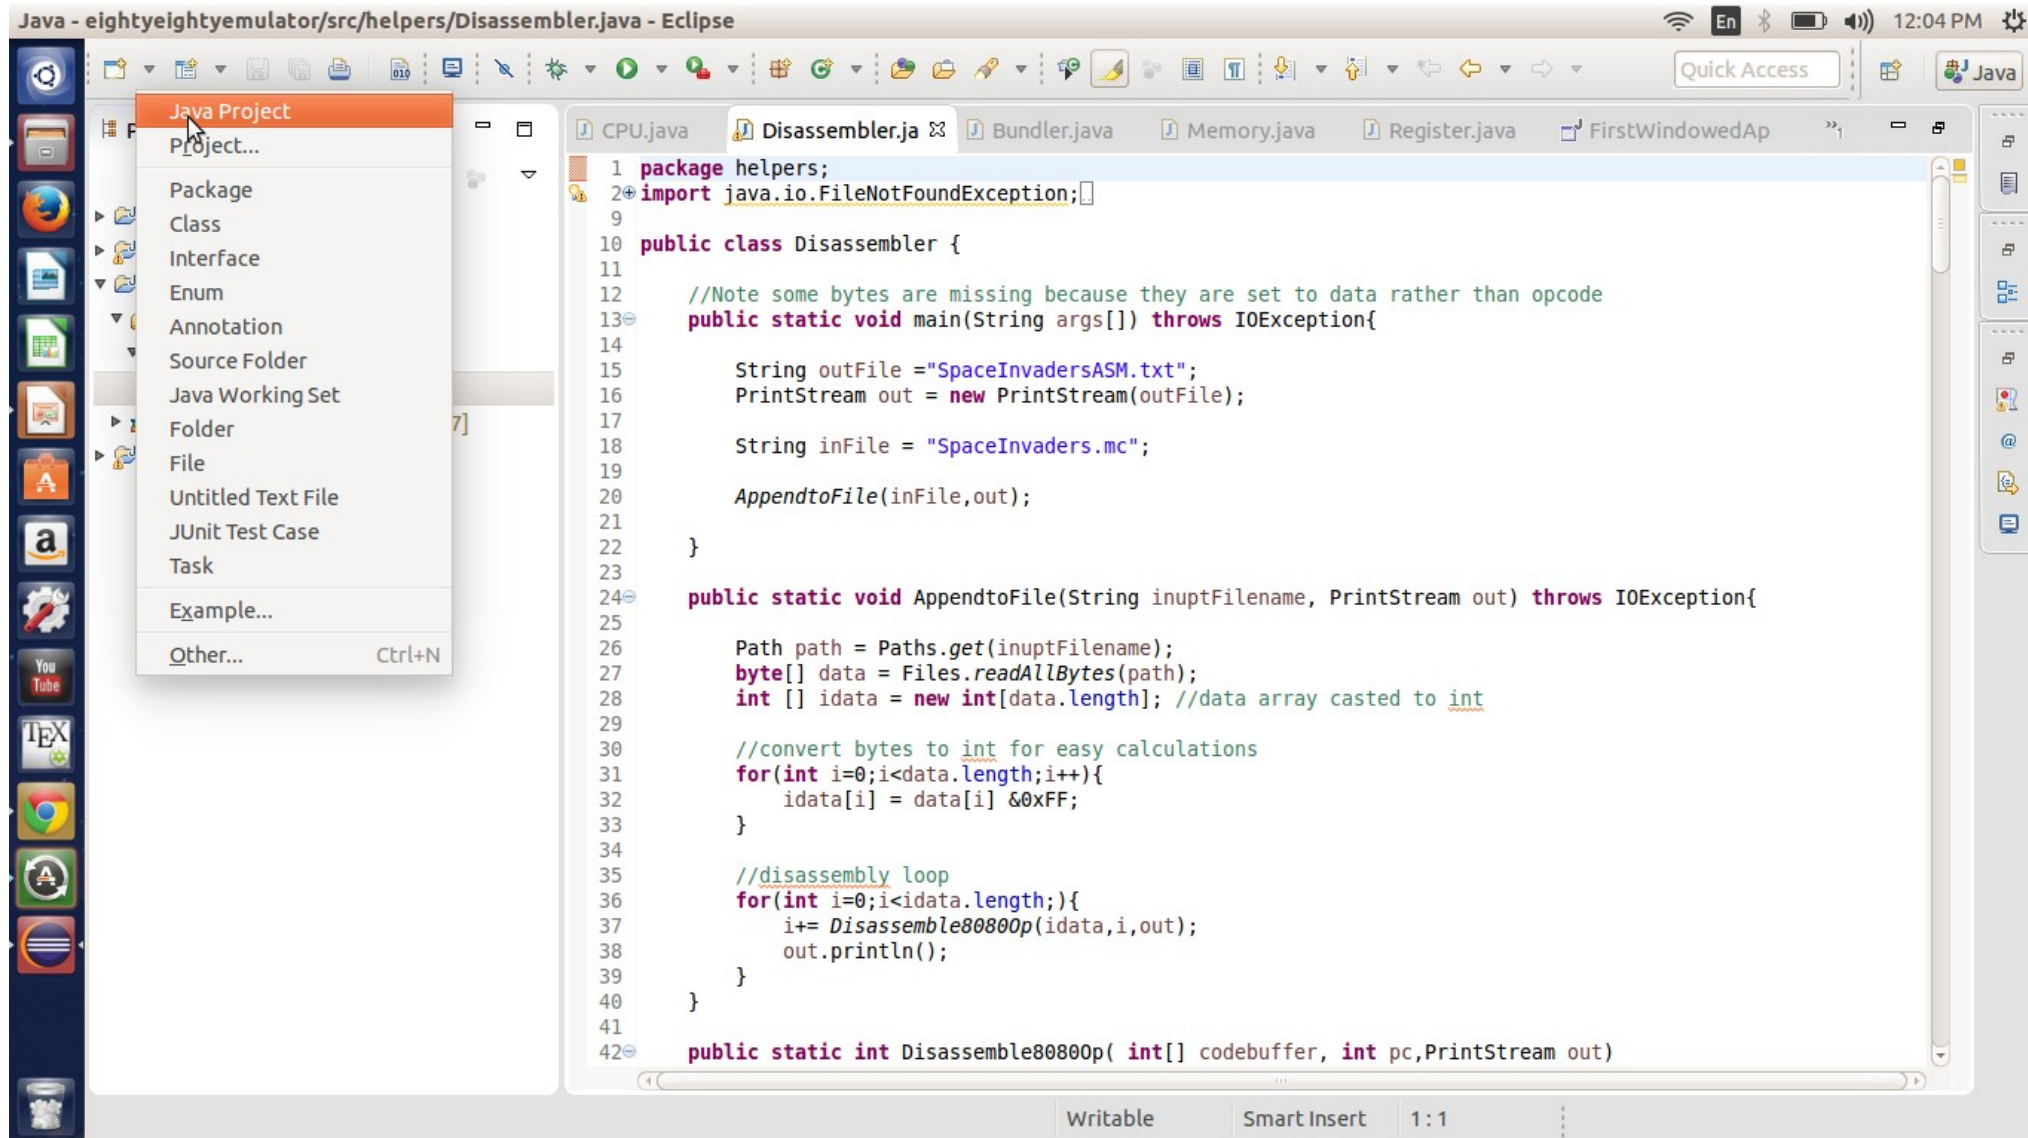 Java - eightyeightyemulator/src/helpers/Disassembler.java - Eclipse
En
12:04 PM
Quick Access
Java
Java Project
Project...
Package
Class
Interface
Enum
Annotation
Source Folder
Java Working Set
Folder
File
Untitled Text File
JUnit Test Case
Task
Example...
Other... Ctrl+N
7]
You
Tube
TEX
CPU.java Disassembler.ja Bundler.java Memory.java Register.java FirstWindowedAp »1
1 package helpers;
2 import java.io.FileNotFoundException;
9
10 public class Disassembler {
11
12 //Note some bytes are missing because they are set to data rather than opcode
13 public static void main(String args[]) throws IOException{
14
15 String outFile ="SpaceInvadersASM.txt";
16 PrintStream out = new PrintStream(outFile);
17
18 String inFile = "SpaceInvaders.mc";
19
20 AppendtoFile(inFile,out);
21
22 }
23
24 public static void AppendtoFile(String inuptFilename, PrintStream out) throws IOException{
25
26 Path path = Paths.get(inuptFilename);
27 byte[] data = Files.readAllBytes(path);
28 int [] idata = new int[data.length]; //data array casted to int
29
30 //convert bytes to int for easy calculations
31 for(int i=0;i<data.length;i++){
32 idata[i] = data[i] &0xFF;
33 }
34
35 //disassembly loop
36 for(int i=0;i<idata.length;){
37 i+= Disassemble8080Op(idata,i,out);
38 out.println();
39 }
40 }
41
42 public static int Disassemble8080Op( int[] codebuffer, int pc,PrintStream out)
Writable Smart Insert 1 : 1